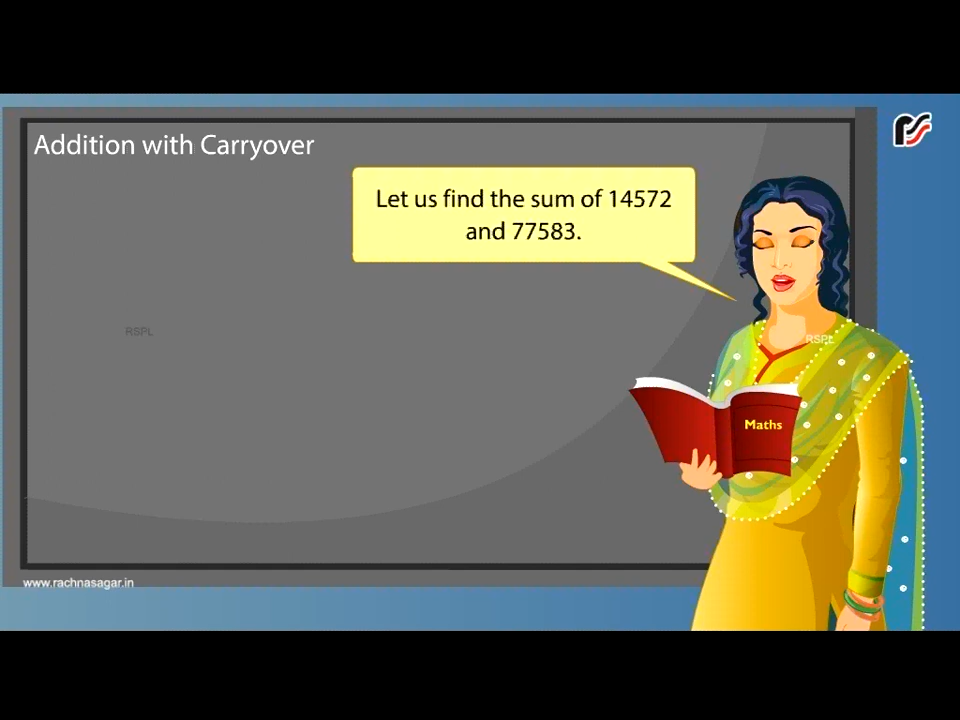 Addition with Carryover
Let us find the sum of 14572
and 77583.
RSPL
RSPL
Maths
www.rachnasagar.in